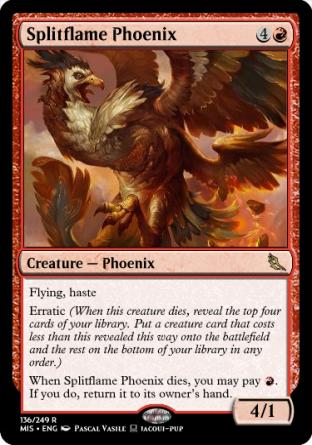 Splitflame Phoenix 4
Creature — Phoenix
Flying, haste
Erratic (When this creature dies, reveal the top four
cards of your library. Put a creature card that costs
less than this revealed this way onto the battlefield
and the rest on the bottom of your library in any
order.)
When Splitflame Phoenix dies, you may pay .
If you do, return it to its owner's hand.
4/1
136/249 R
MIS • ENG Pascal Vasile Iacoui-pup